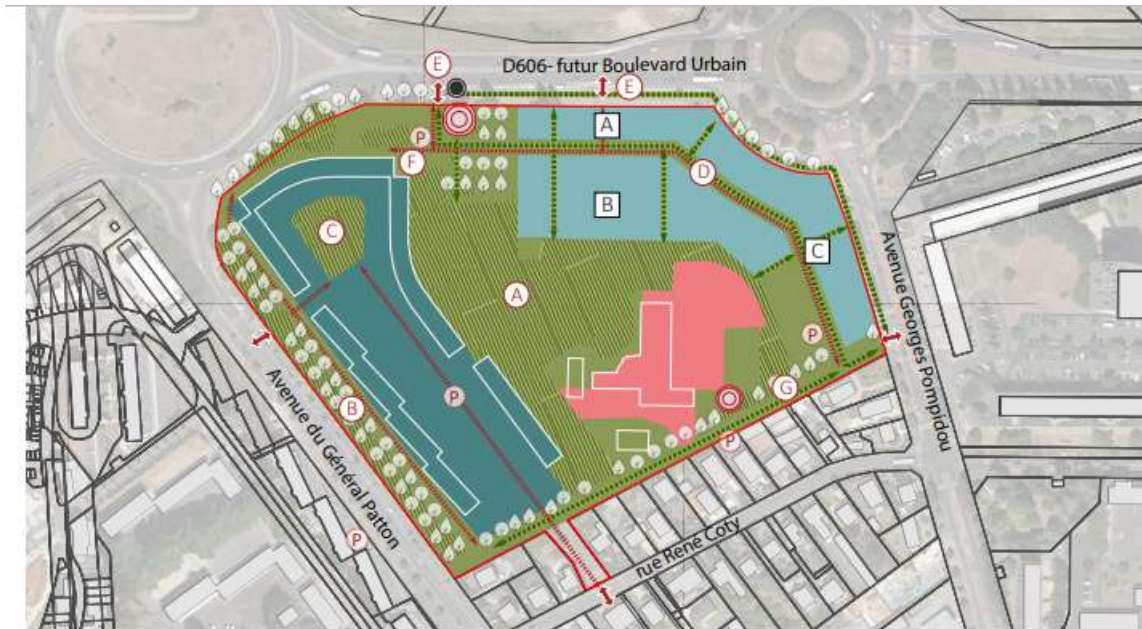 E
D606- futur Boulevard Urbain
E
A
P
F
D
B
C
C
A
P
Avenue Georges Pompidou
P
G
B
P
Avenue du Général Patton
P
rue René Coty